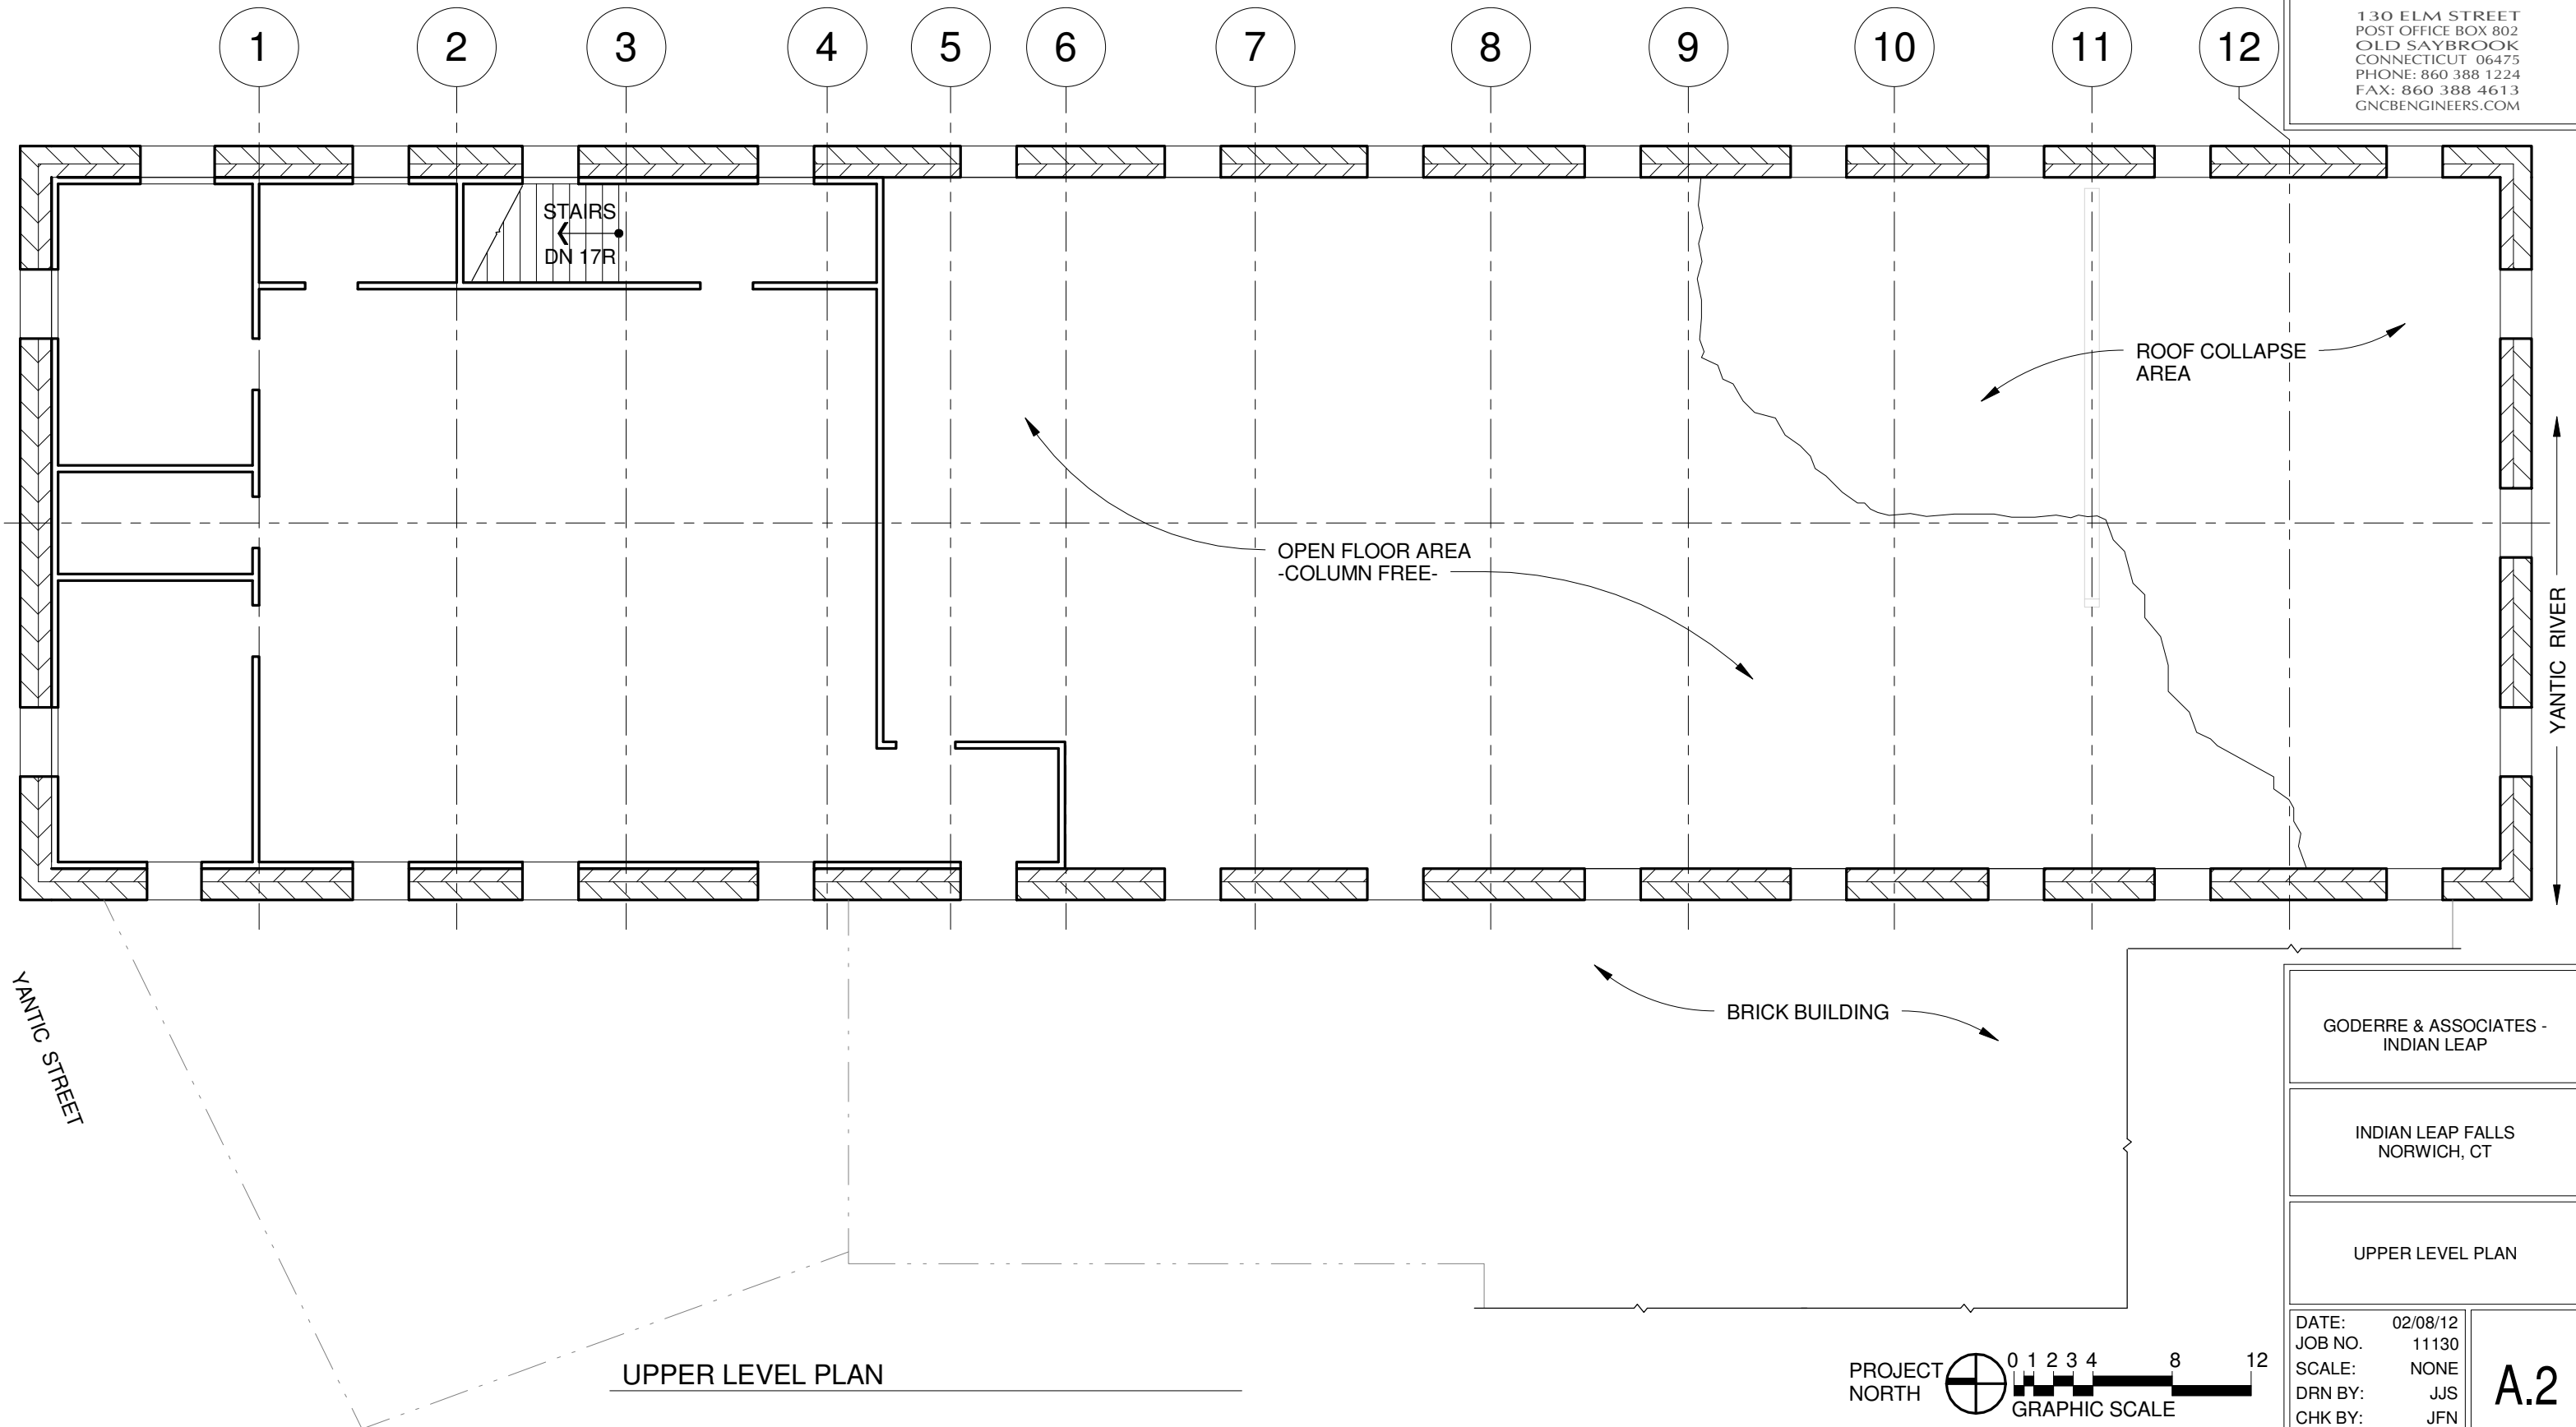 1 2 3 4 5 6 7 8 9 10 11 12
130 ELM STREET
POST OFFICE BOX 802
OLD SAYBROOK
CONNECTICUT 06475
PHONE: 860 388 1224
FAX: 860 388 4613
GNCBENGINEERS.COM
STAIRS
DN 17R
ROOF COLLAPSE
AREA
OPEN FLOOR AREA
-COLUMN FREE-
YANTIC RIVER
YANTIC STREET
BRICK BUILDING
GODERRE & ASSOCIATES -
INDIAN LEAP
INDIAN LEAP FALLS
NORWICH, CT
UPPER LEVEL PLAN
UPPER LEVEL PLAN
PROJECT
NORTH
0 1 2 3 4 8 12
GRAPHIC SCALE
DATE: 02/08/12
JOB NO. 11130
SCALE: NONE
DRN BY: JJS
CHK BY: JFN
A.2